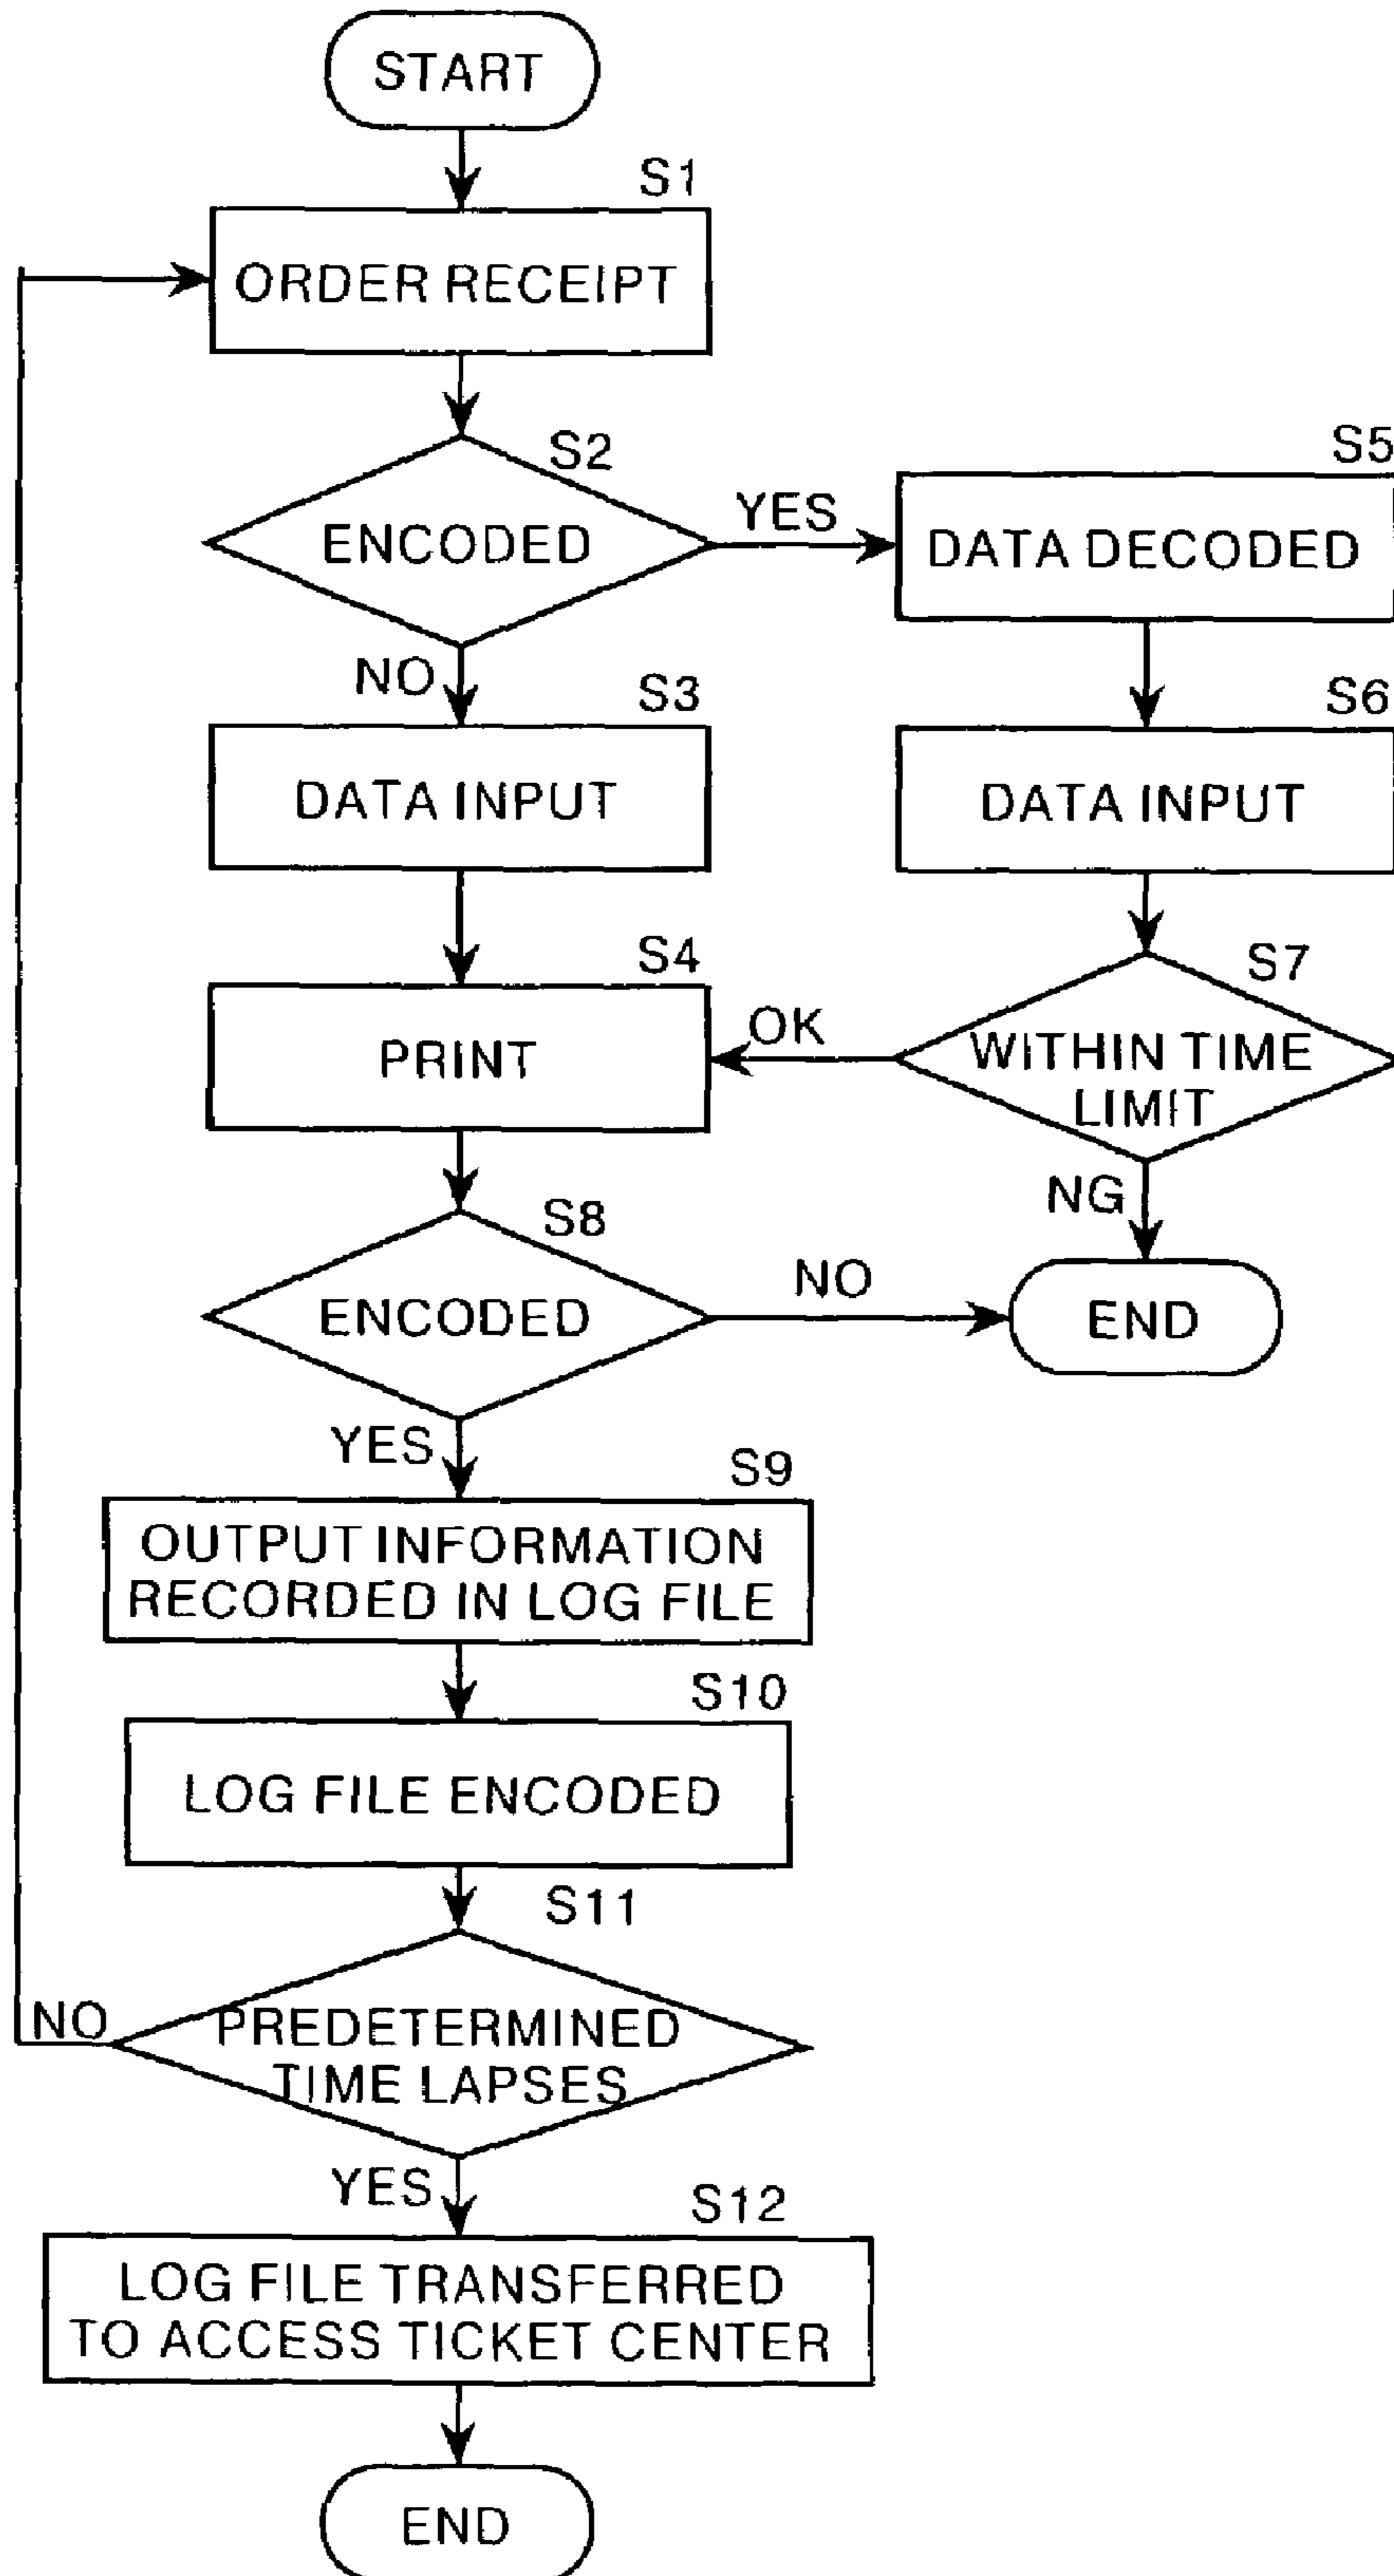 START
S1
ORDER RECEIPT
S2
ENCODED
YES
S5
DATA DECODED
NO
S3
DATA INPUT
S6
DATA INPUT
S4
PRINT
OK
S7
WITHIN TIME
LIMIT
NG
S8
ENCODED
NO
END
YES
S9
OUTPUT INFORMATION
RECORDED IN LOG FILE
S10
LOG FILE ENCODED
S11
NO
PREDETERMINED
TIME LAPSES
YES
S12
LOG FILE TRANSFERRED
TO ACCESS TICKET CENTER
END